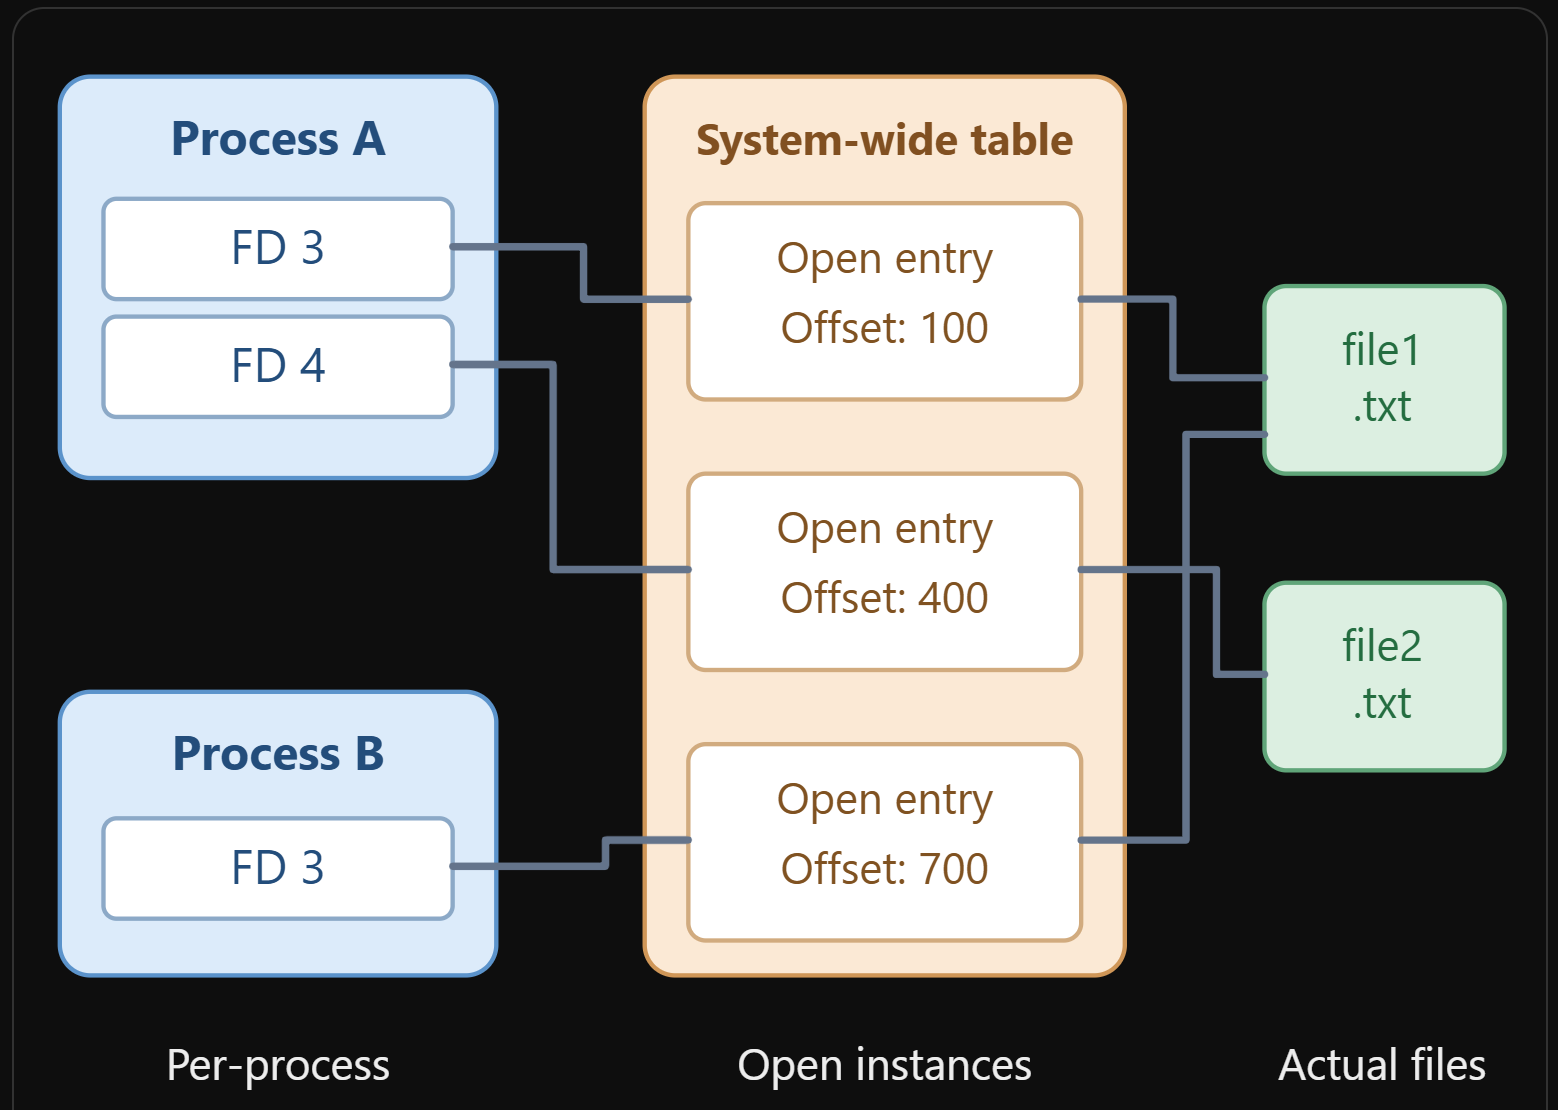 Process A
FD 3
FD 4
Process B
FD 3
Per-process
System-wide table
Open entry
Offset: 100
Open entry
Offset: 400
Open entry
Offset: 700
Open instances
file1
.txt
file2
.txt
Actual files